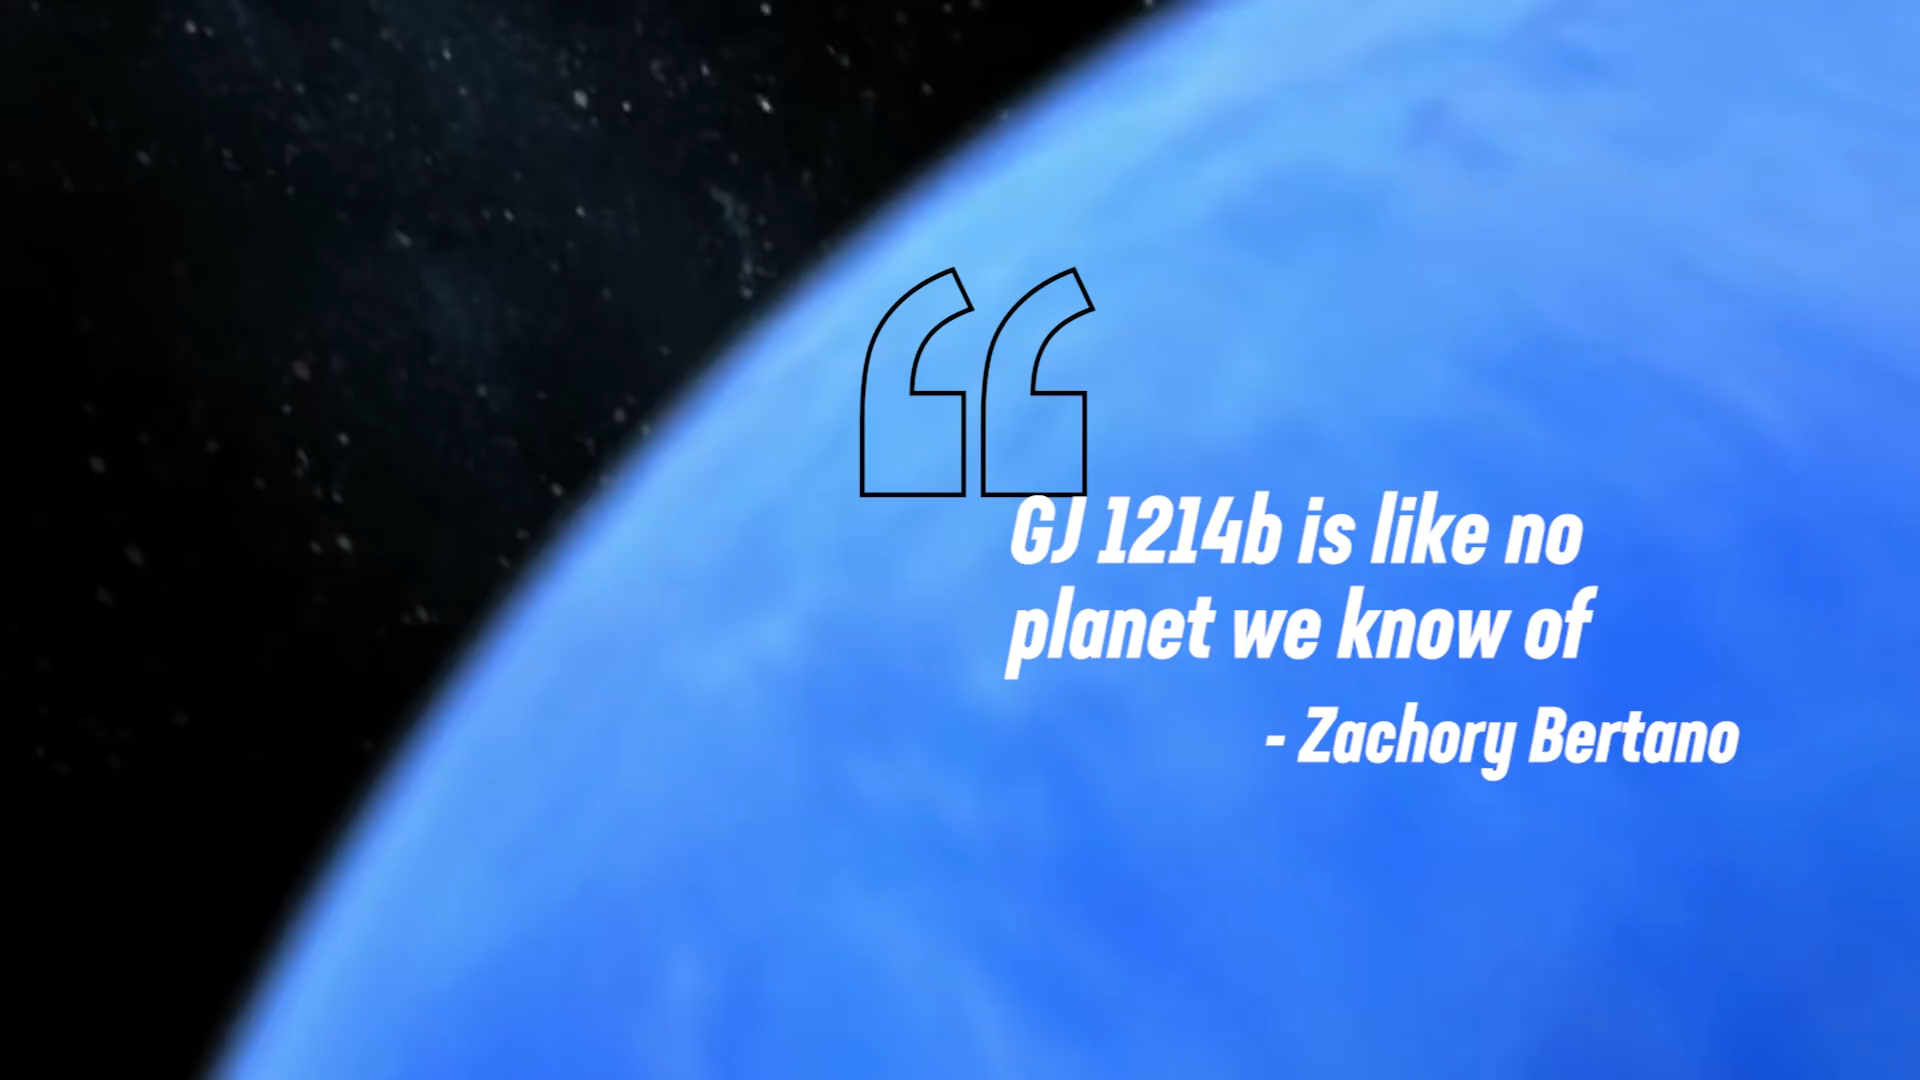 “
GJ 1214b is like no
planet we know of
- Zachory Bertano